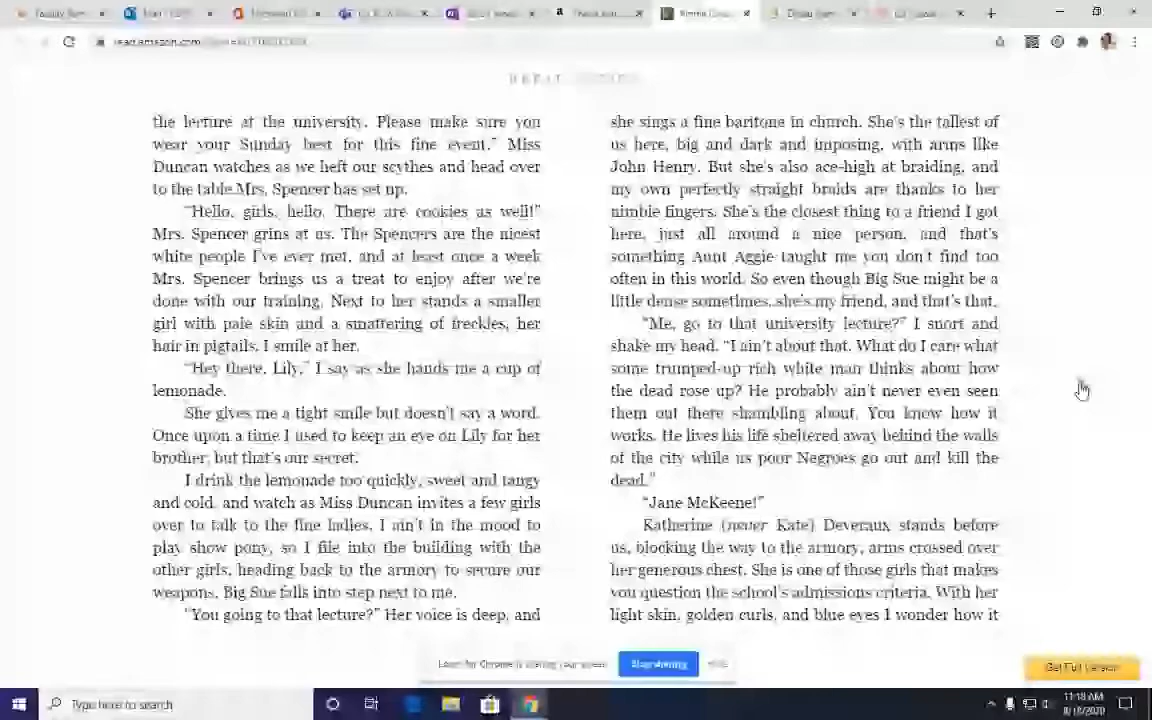 read.amazon.com
DREAD NATION
the lecture at the university. Please make sure you
wear your Sunday best for this fine event." Miss
Duncan watches as we heft our scythes and head over
to the table Mrs. Spencer has set up.
"Hello, girls, hello. There are cookies as well!"
Mrs. Spencer grins at us. The Spencers are the nicest
white people I've ever met, and at least once a week
Mrs. Spencer brings us a treat to enjoy after we're
done with our training. Next to her stands a smaller
girl with pale skin and a smattering of freckles, her
hair in pigtails. I smile at her.
"Hey there, Lily," I say as she hands me a cup of
lemonade.
She gives me a tight smile but doesn't say a word.
Once upon a time I used to keep an eye on Lily for her
brother, but that's our secret.
I drink the lemonade too quickly, sweet and tangy
and cold, and watch as Miss Duncan invites a few girls
over to talk to the fine ladies. I ain't in the mood to
play show pony, so I file into the building with the
other girls, heading back to the armory to secure our
weapons. Big Sue falls into step next to me.
"You going to that lecture?" Her voice is deep, and
she sings a fine baritone in church. She's the tallest of
us here, big and dark and imposing, with arms like
John Henry. But she's also ace-high at braiding, and
my own perfectly straight braids are thanks to her
nimble fingers. She's the closest thing to a friend I got
here, just all around a nice person, and that's
something Aunt Aggie taught me you don't find too
often in this world. So even though Big Sue might be a
little dense sometimes, she's my friend, and that's that.
"Me, go to that university lecture?" I snort and
shake my head. "I ain't about that. What do I care what
some trumped-up rich white man thinks about how
the dead rose up? He probably ain't never even seen
them out there shambling about. You know how it
works. He lives his life sheltered away behind the walls
of the city while us poor Negroes go out and kill the
dead."
"Jane McKeene!"
Katherine (never Kate) Deveraux stands before
us, blocking the way to the armory, arms crossed over
her generous chest. She is one of those girls that makes
you question the school's admissions criteria. With her
light skin, golden curls, and blue eyes I wonder how it
Loom for Chrome is sharing your screen.
Stop sharing
Hide
Get Full Version
Type here to search
11:18 AM